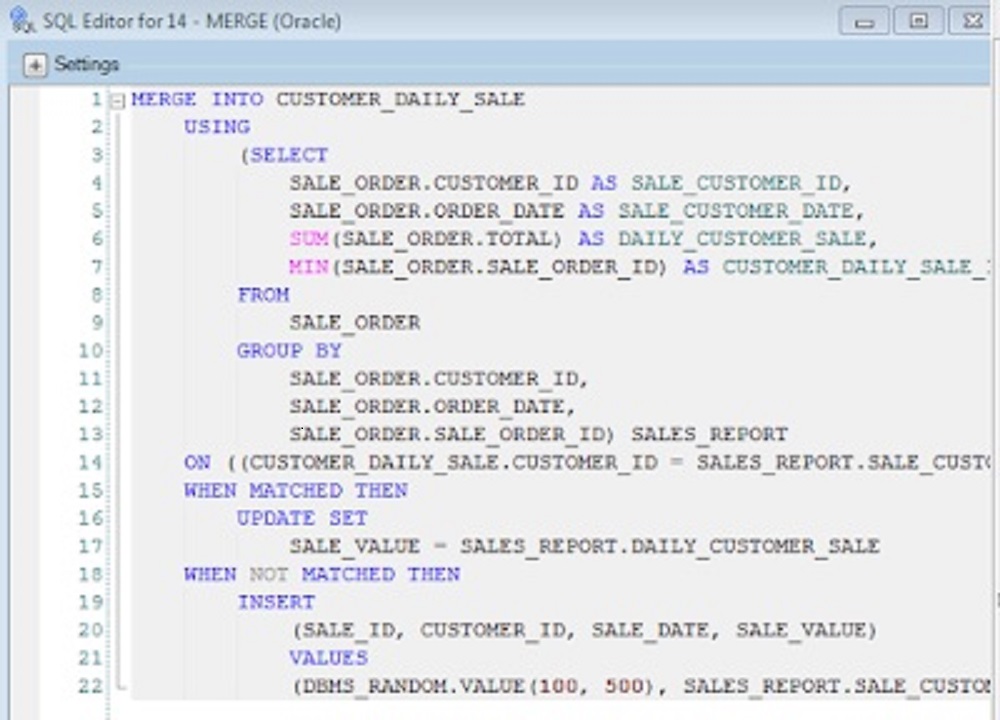 SQL Editor for 14 - MERGE (Oracle)
Settings
1 MERGE INTO CUSTOMER_DAILY_SALE
2 USING
3 (SELECT
4 SALE_ORDER.CUSTOMER_ID AS SALE_CUSTOMER_ID,
5 SALE_ORDER.ORDER_DATE AS SALE_CUSTOMER_DATE,
6 SUM(SALE_ORDER.TOTAL) AS DAILY_CUSTOMER_SALE,
7 MIN(SALE_ORDER.SALE_ORDER_ID) AS CUSTOMER_DAILY_SALE_
8 FROM
9 SALE_ORDER
10 GROUP BY
11 SALE_ORDER.CUSTOMER_ID,
12 SALE_ORDER.ORDER_DATE,
13 SALE_ORDER.SALE_ORDER_ID) SALES_REPORT
14 ON ((CUSTOMER_DAILY_SALE.CUSTOMER_ID = SALES_REPORT.SALE_CUST
15 WHEN MATCHED THEN
16 UPDATE SET
17 SALE_VALUE = SALES_REPORT.DAILY_CUSTOMER_SALE
18 WHEN NOT MATCHED THEN
19 INSERT
20 (SALE_ID, CUSTOMER_ID, SALE_DATE, SALE_VALUE)
21 VALUES
22 (DBMS_RANDOM.VALUE(100, 500), SALES_REPORT.SALE_CUSTO